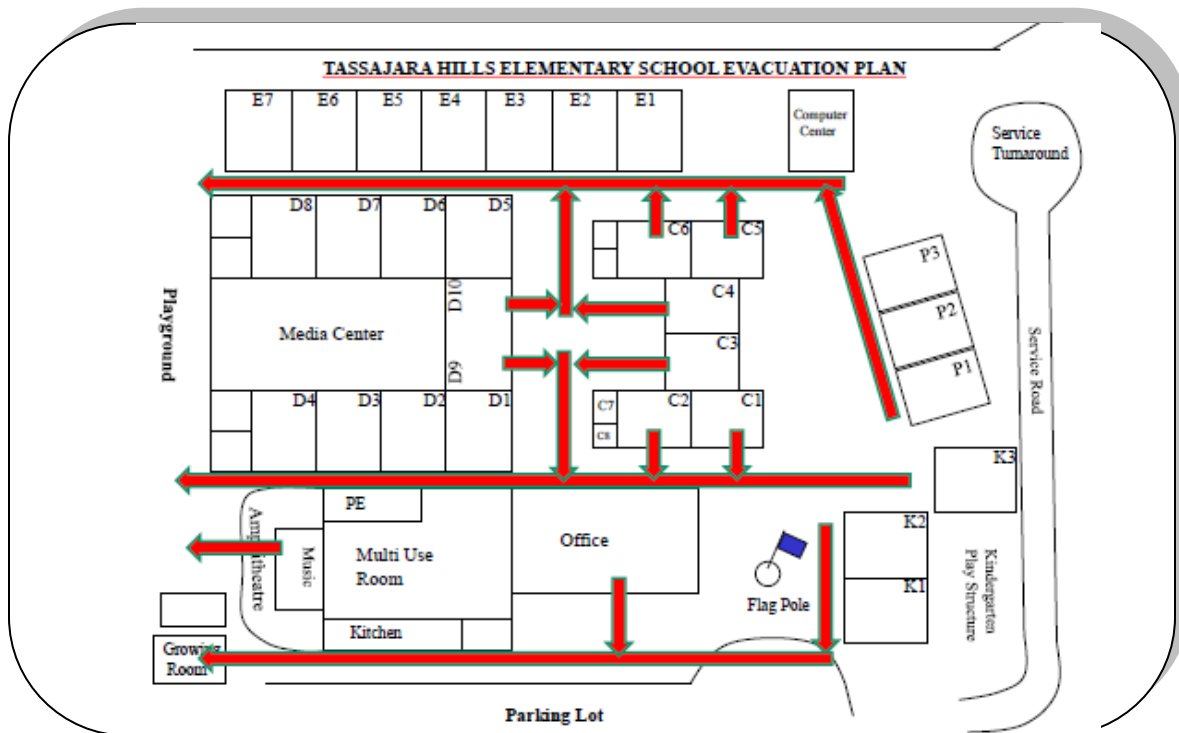 TASSAJARA HILLS ELEMENTARY SCHOOL EVACUATION PLAN
E7 E6 E5 E4 E3 E2 E1
Computer
Center
Service
Turnaround
D8 D7 D6 D5
C6 C5
P3
P2
P1
D10
C4
Media Center
Playground
C3
D9
Service Road
D4 D3 D2 D1
C7
C8
C2 C1
K3
PE
Office
K2
Amphitheatre
Music
Multi Use
Room
K1
Kindergarten
Play Structure
Flag Pole
Kitchen
Growing
Room
Parking Lot